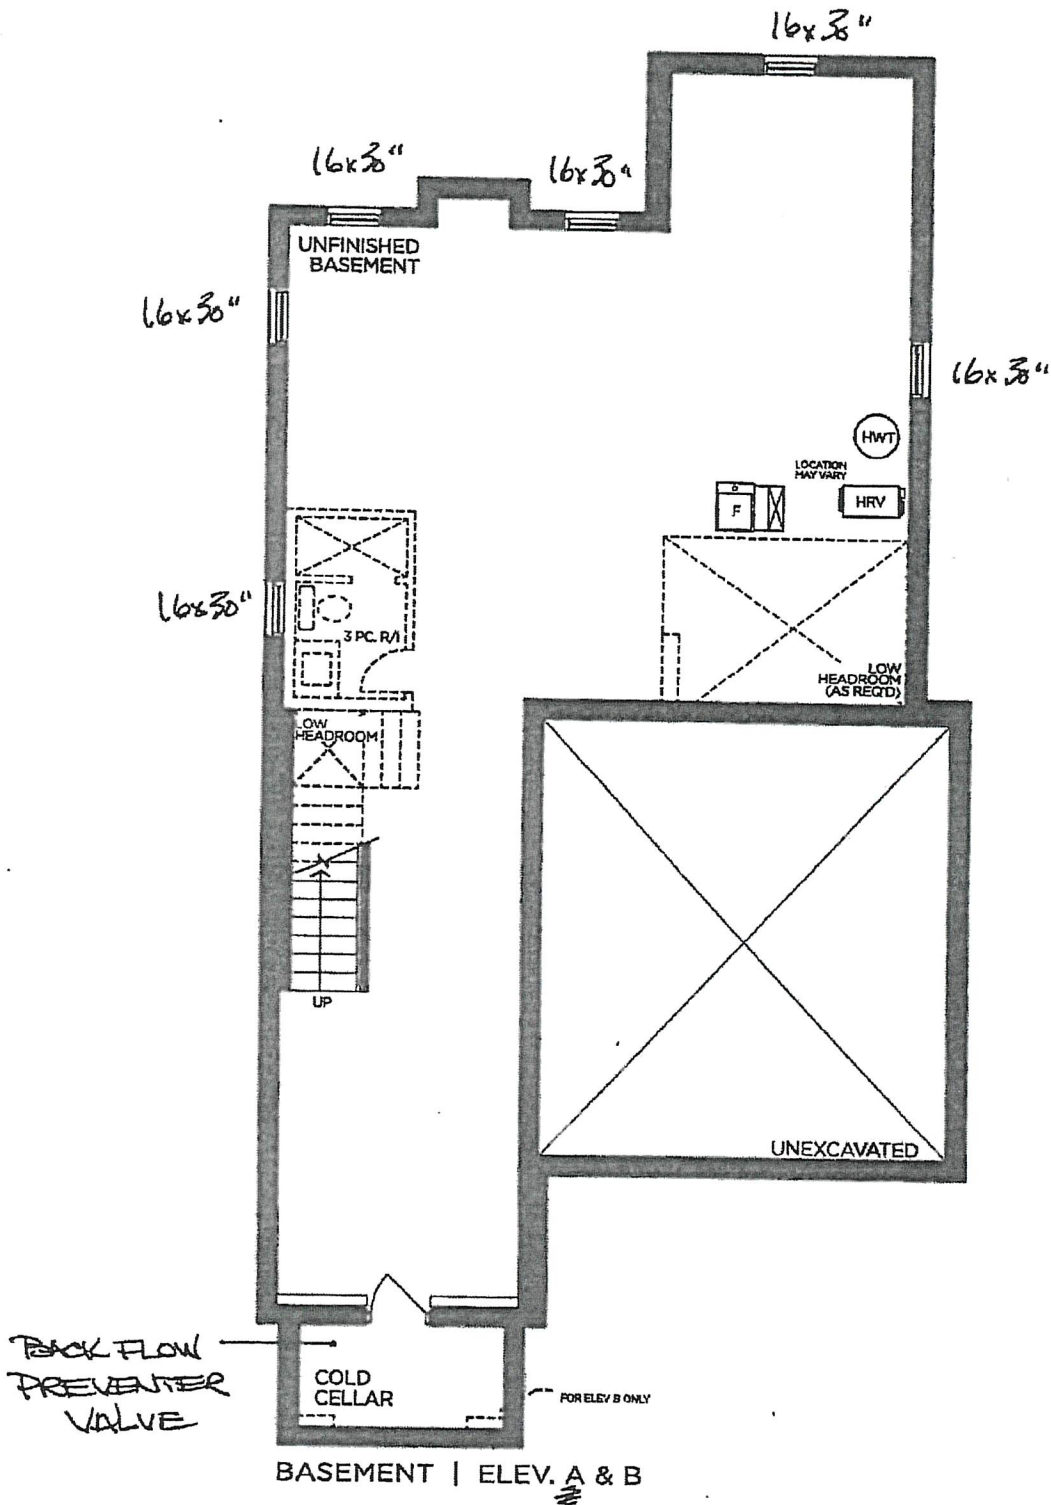 16x30"
16x30"
16x30"
UNFINISHED
BASEMENT
16x30"
16x30"
HWT
LOCATION
MAY VARY
F
HRV
16x30"
3 PC. R/I
LOW
HEADROOM
(AS REQ'D)
LOW
HEADROOM
UP
UNEXCAVATED
BACK FLOW
PREVENTER
VALVE
COLD
CELLAR
FOR ELEV B ONLY
BASEMENT | ELEV. A & B